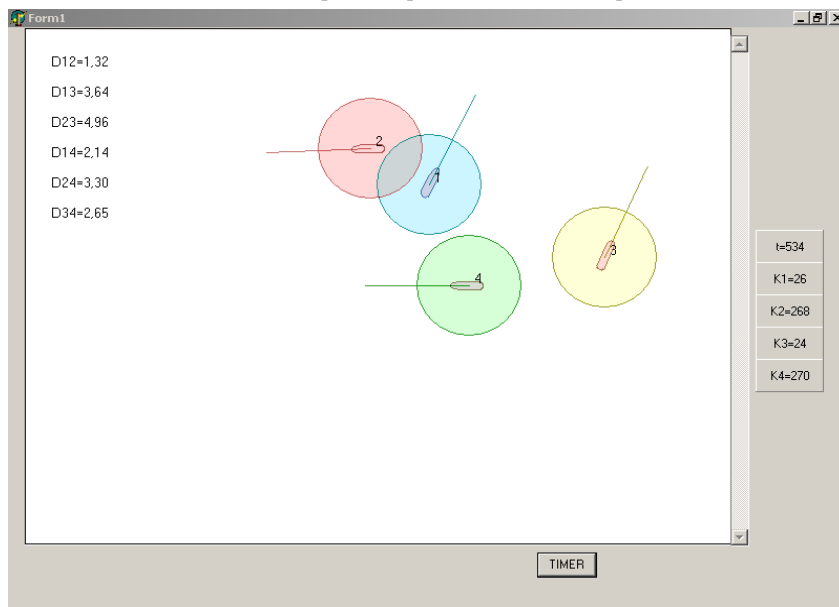 Form1
D12=1,32
D13=3,64
D23=4,96
D14=2,14
D24=3,30
D34=2,65
2
1
3
4
t=534
K1=26
K2=268
K3=24
K4=270
TIMER